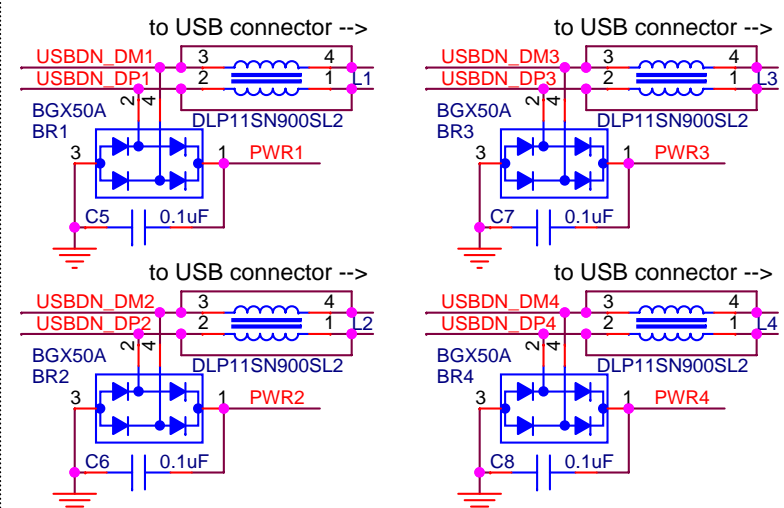 to USB connector -->
USBDN_DM1 3 4
USBDN_DP1 2 1 L1
BGX50A 2 4 DLP11SN900SL2
BR1
3 1 PWR1
C5 0.1uF
to USB connector -->
USBDN_DM3 3 4
USBDN_DP3 2 1 L3
BGX50A 2 4 DLP11SN900SL2
BR3
3 1 PWR3
C7 0.1uF
to USB connector -->
USBDN_DM2 3 4
USBDN_DP2 2 1 L2
BGX50A 2 4 DLP11SN900SL2
BR2
3 1 PWR2
C6 0.1uF
to USB connector -->
USBDN_DM4 3 4
USBDN_DP4 2 1 L4
BGX50A 2 4 DLP11SN900SL2
BR4
3 1 PWR4
C8 0.1uF